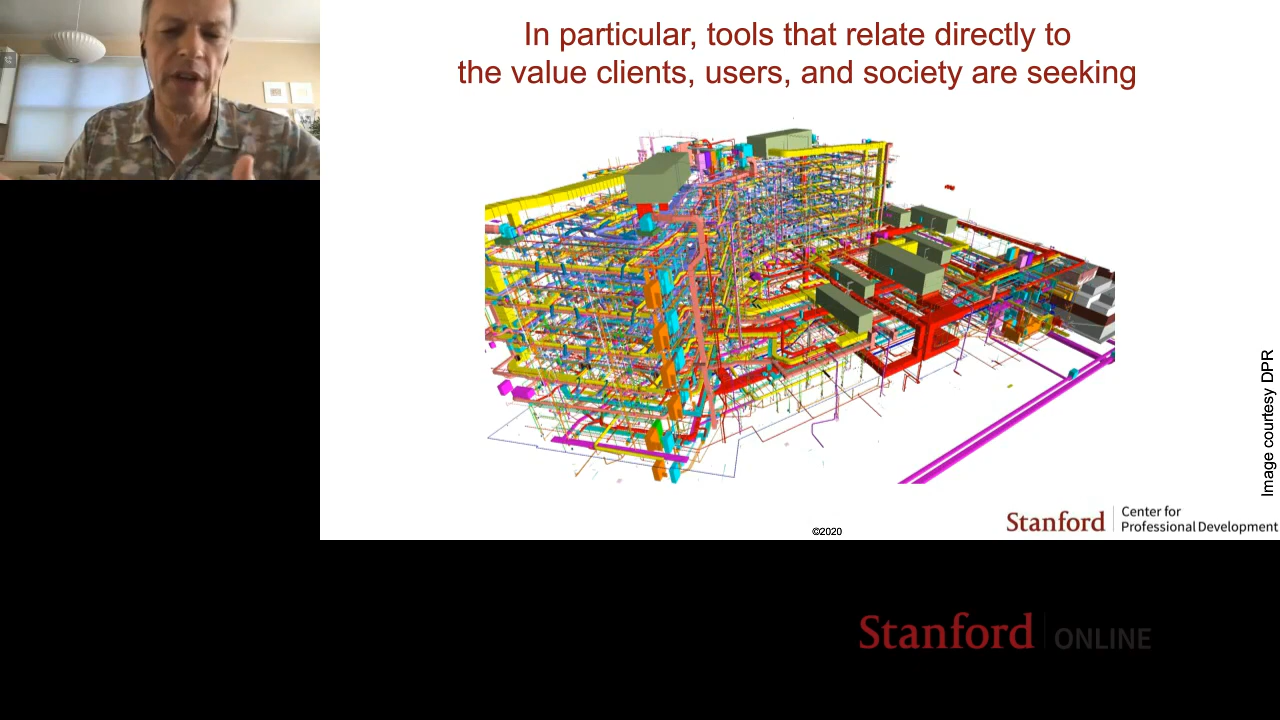 In particular, tools that relate directly to
the value clients, users, and society are seeking
Image courtesy DPR
©2020
Stanford
Center for
Professional Development
Stanford
ONLINE